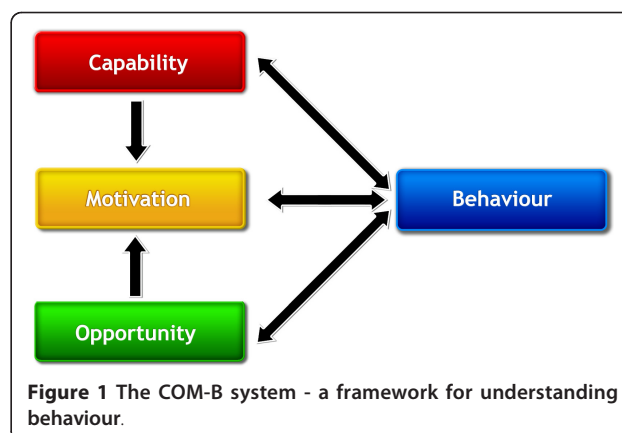 Capability
Motivation
Behaviour
Opportunity
Figure 1 The COM-B system - a framework for understanding
behaviour.